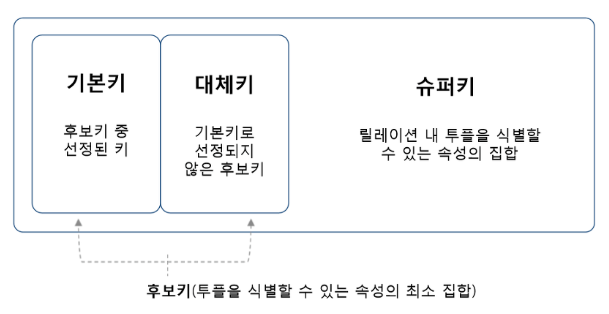 기본키
후보키 중
선정된 키
대체키
기본키로
선정되지
않은 후보키
슈퍼키
릴레이션 내 투플을 식별할
수 있는 속성의 집합
후보키(투플을 식별할 수 있는 속성의 최소 집합)